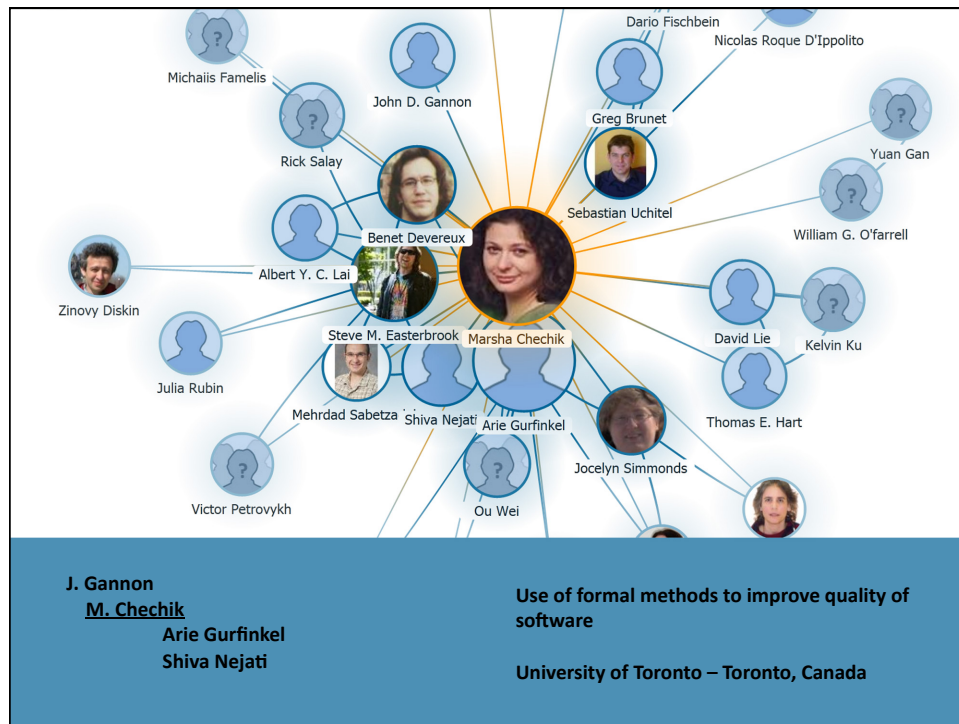 Dario Fischbein
Nicolas Roque D'Ippolito
Michaiis Famelis
John D. Gannon
Greg Brunet
Rick Salay
Yuan Gan
Sebastian Uchitel
Benet Devereux
William G. O'farrell
Albert Y. C. Lai
Zinovy Diskin
Steve M. Easterbrook
Marsha Chechik
David Lie
Kelvin Ku
Julia Rubin
Mehrdad Sabetza
Shiva Nejati
Arie Gurfinkel
Thomas E. Hart
Jocelyn Simmonds
Victor Petrovykh
Ou Wei
J. Gannon
M. Chechik
Arie Gurfinkel
Shiva Nejati
Use of formal methods to improve quality of
software
University of Toronto – Toronto, Canada